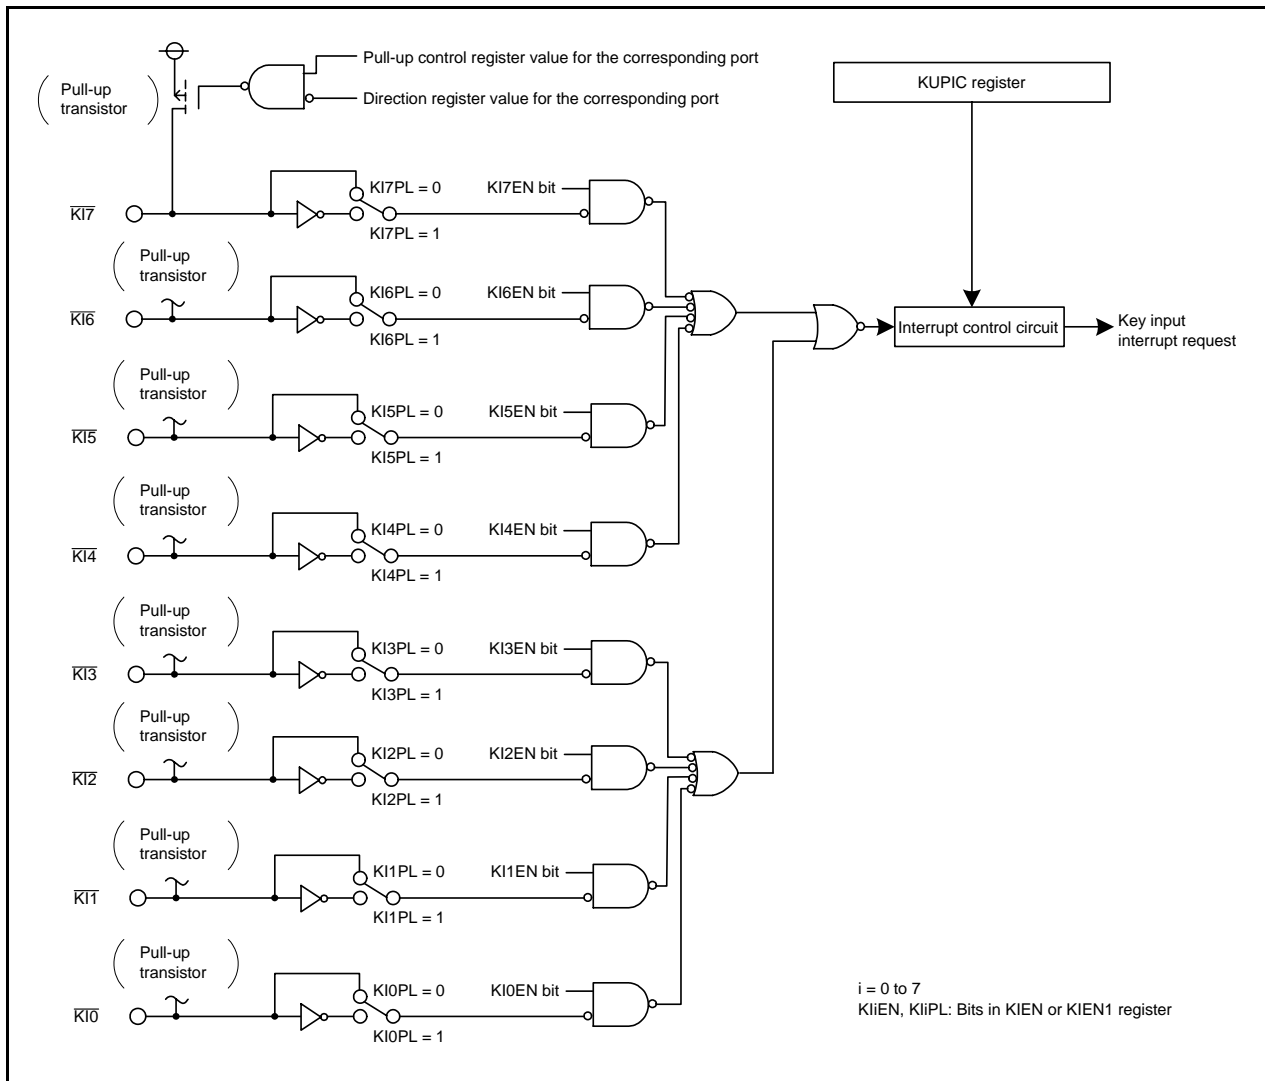 Pull-up control register value for the corresponding port
Pull-up
transistor
Direction register value for the corresponding port
KUPIC register
KI7
KI7PL = 0
KI7PL = 1
KI7EN bit
Pull-up
transistor
KI6
KI6PL = 0
KI6PL = 1
KI6EN bit
Interrupt control circuit
Key input
interrupt request
Pull-up
transistor
KI5
KI5PL = 0
KI5PL = 1
KI5EN bit
Pull-up
transistor
KI4
KI4PL = 0
KI4PL = 1
KI4EN bit
Pull-up
transistor
KI3
KI3PL = 0
KI3PL = 1
KI3EN bit
Pull-up
transistor
KI2
KI2PL = 0
KI2PL = 1
KI2EN bit
Pull-up
transistor
KI1
KI1PL = 0
KI1PL = 1
KI1EN bit
Pull-up
transistor
KI0
KI0PL = 0
KI0PL = 1
KI0EN bit
i = 0 to 7
KIiEN, KIiPL: Bits in KIEN or KIEN1 register